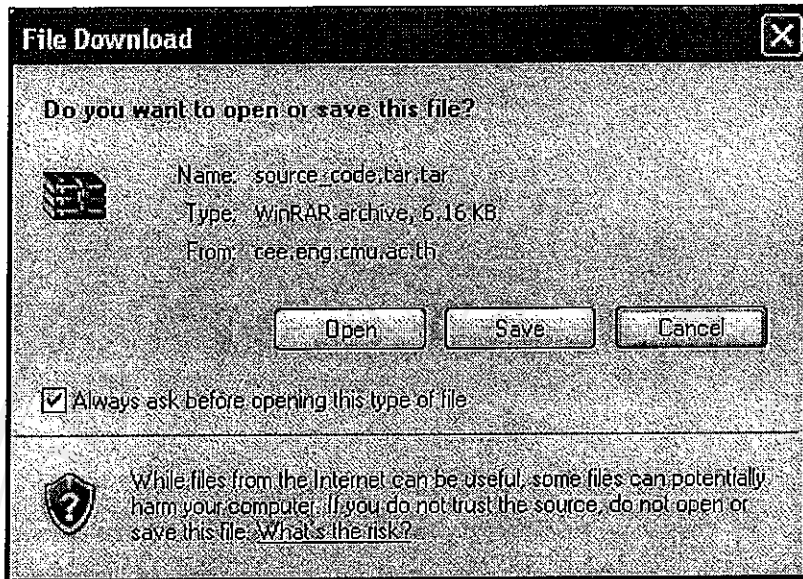 File Download
Do you want to open or save this file?
Name: source_code.tar.tar
Type: WinRAR archive, 6.16 KB
From: cee.eng.cmu.ac.th
Open Save Cancel
Always ask before opening this type of file
While files from the Internet can be useful, some files can potentially
harm your computer. If you do not trust the source, do not open or
save this file. What's the risk?